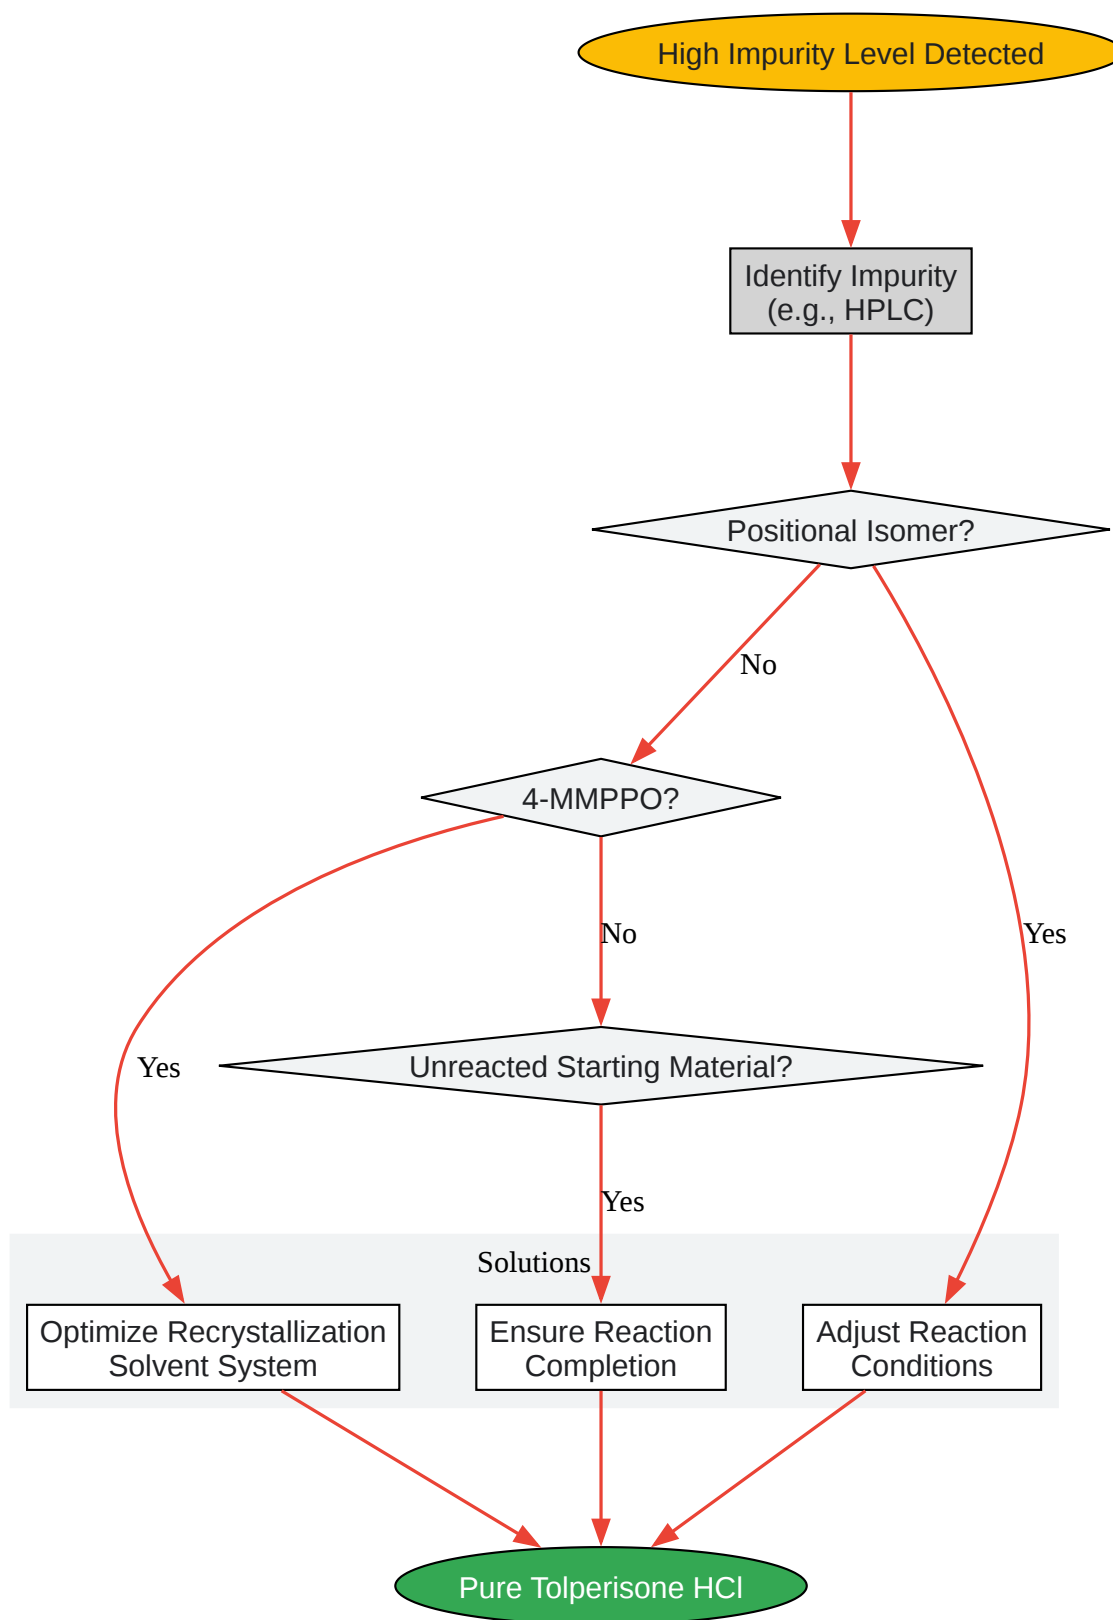 High Impurity Level Detected
Identify Impurity
(e.g., HPLC)
Positional Isomer?
No
4-MMPPO?
No
Yes
Yes
Unreacted Starting Material?
Yes
Solutions
Optimize Recrystallization
Solvent System
Ensure Reaction
Completion
Adjust Reaction
Conditions
Pure Tolperisone HCl